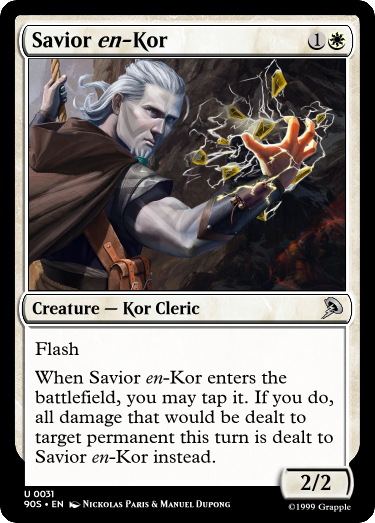 Savior en-Kor 1
Creature — Kor Cleric
Flash
When Savior en-Kor enters the
battlefield, you may tap it. If you do,
all damage that would be dealt to
target permanent this turn is dealt to
Savior en-Kor instead.
2/2
U 0031
90S • EN Nickolas Paris & Manuel Dupong
©1999 Grapple